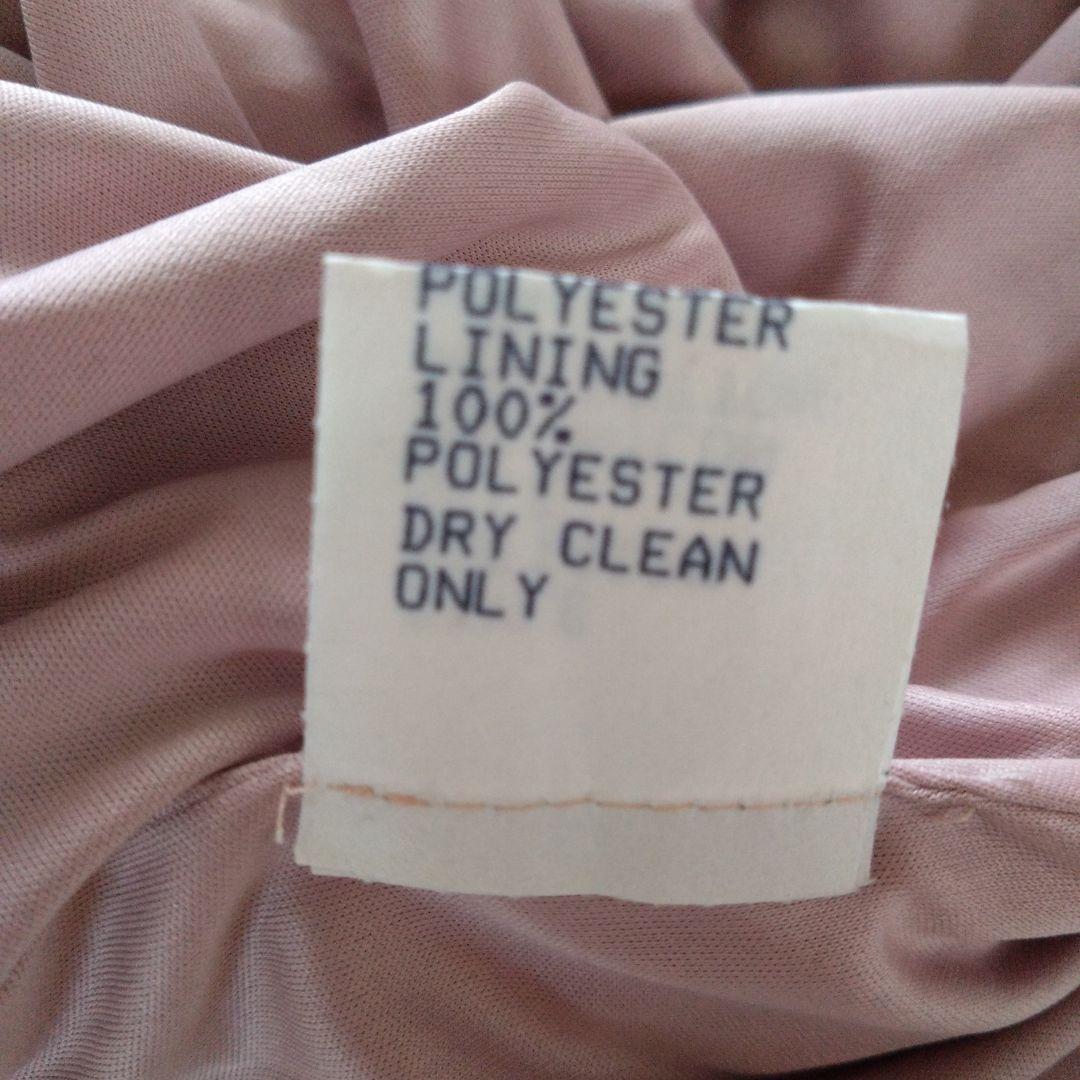 POLYESTER
LINING
100%
POLYESTER
DRY CLEAN
ONLY